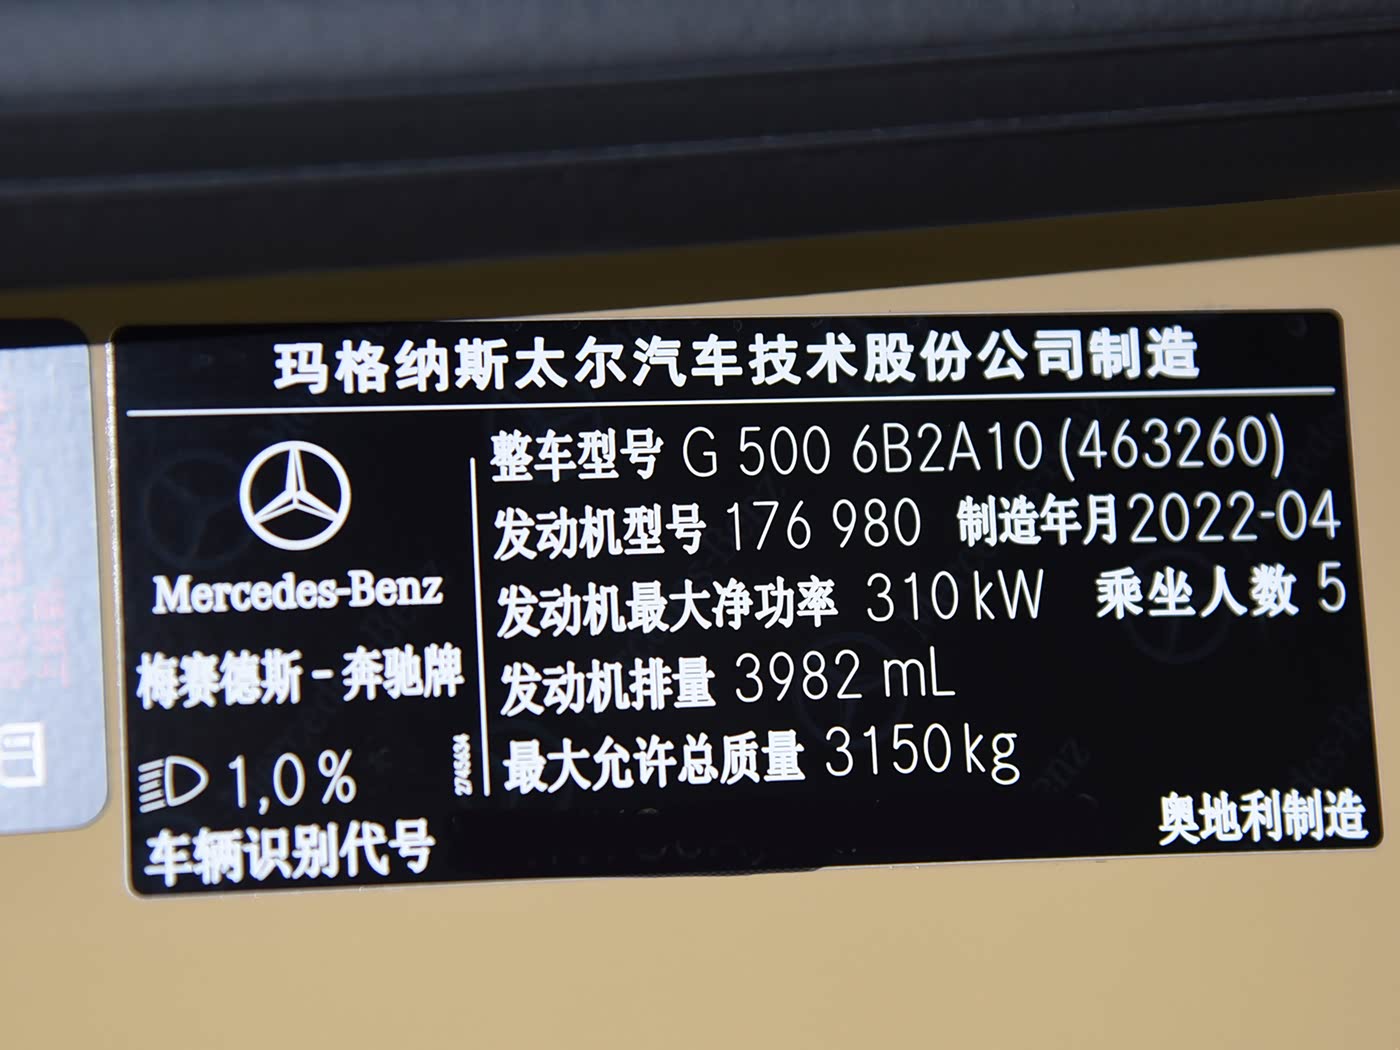 玛格纳斯太尔汽车技术股份公司制造
Mercedes-Benz
梅赛德斯-奔驰牌
1,0%
2745634
整车型号 G 500 6B2A10 (463260)
发动机型号 176 980 制造年月 2022-04
发动机最大净功率 310 kW 乘坐人数 5
发动机排量 3982 mL
最大允许总质量 3150 kg
车辆识别代号
奥地利制造